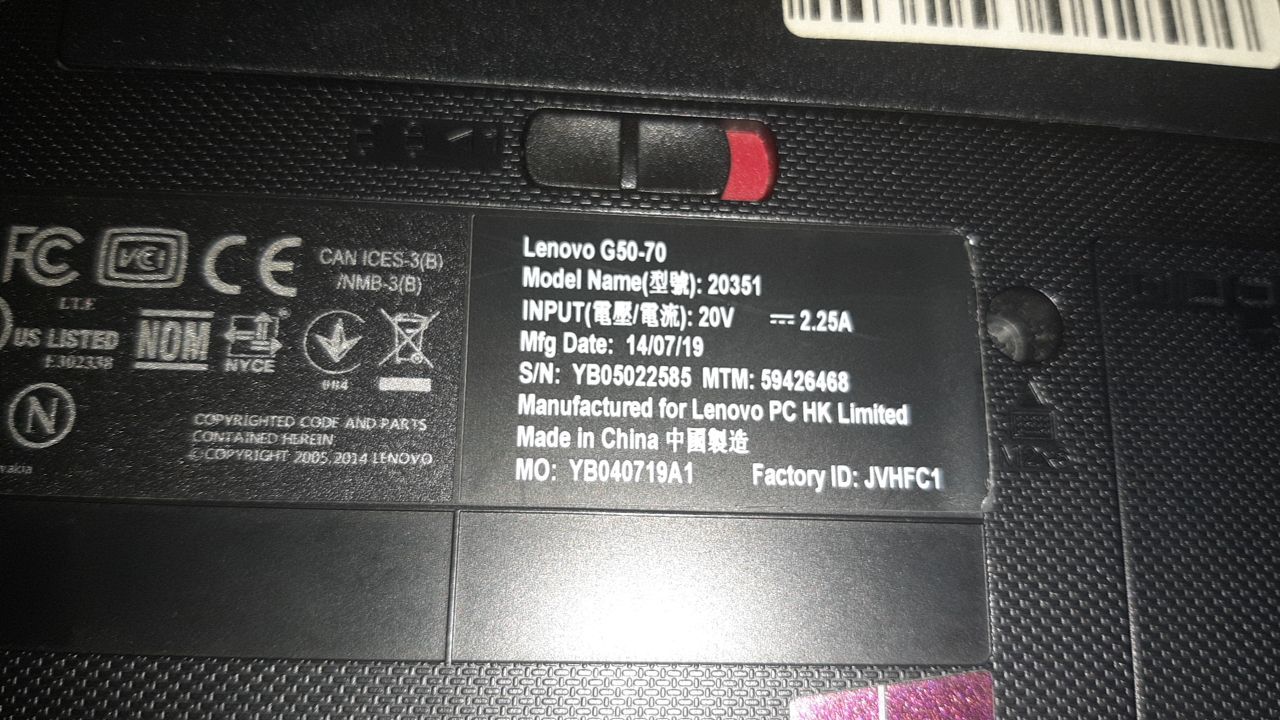 FC
VCI
CE
CAN ICES-3(B)
/NMB-3(B)
I.T.E
US LISTED
E302338
NOM
NYCE
N
COPYRIGHTED CODE AND PARTS
CONTAINED HEREIN
© COPYRIGHT 2005, 2014 LENOVO
vakia
Lenovo G50-70
Model Name(型號): 20351
INPUT(電壓/電流): 20V ⎓ 2.25A
Mfg Date: 14/07/19
S/N: YB05022585 MTM: 59426468
Manufactured for Lenovo PC HK Limited
Made in China 中國製造
MO: YB040719A1 Factory ID: JVHFC1